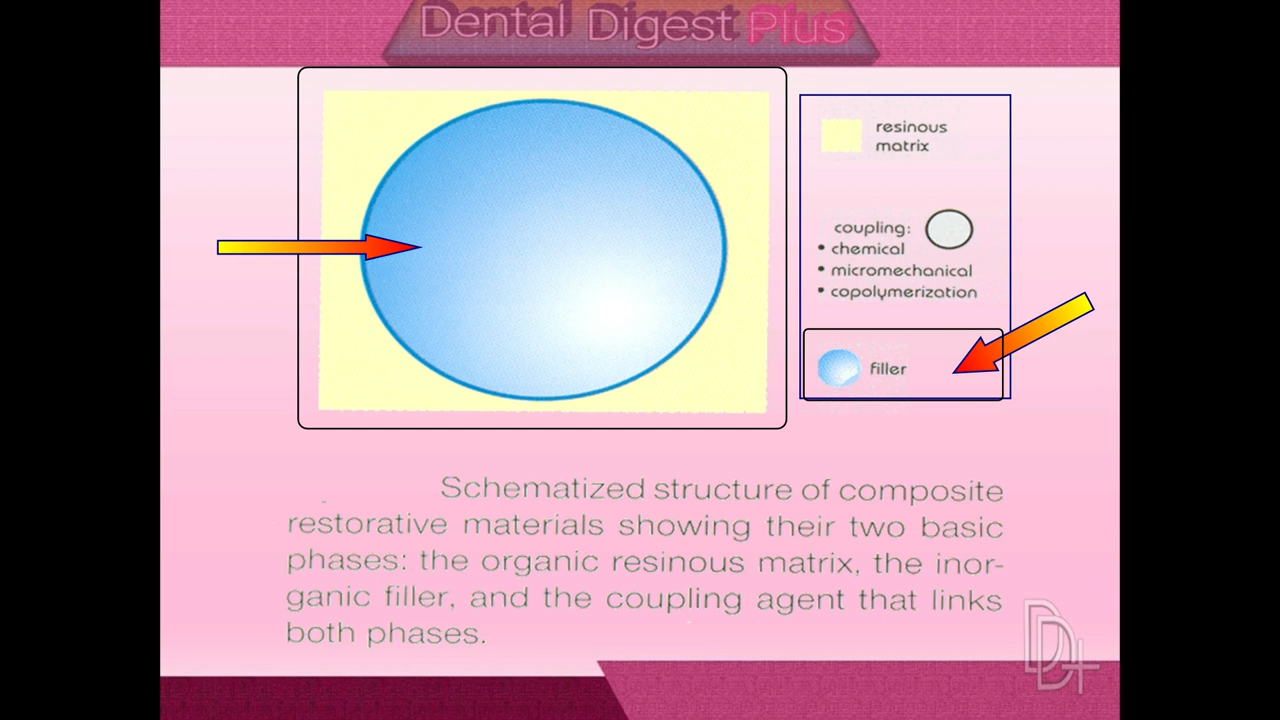 Dental Digest Plus
resinous
matrix
coupling:
• chemical
• micromechanical
• copolymerization
filler
Schematized structure of composite
restorative materials showing their two basic
phases: the organic resinous matrix, the inor-
ganic filler, and the coupling agent that links
both phases.
DD+